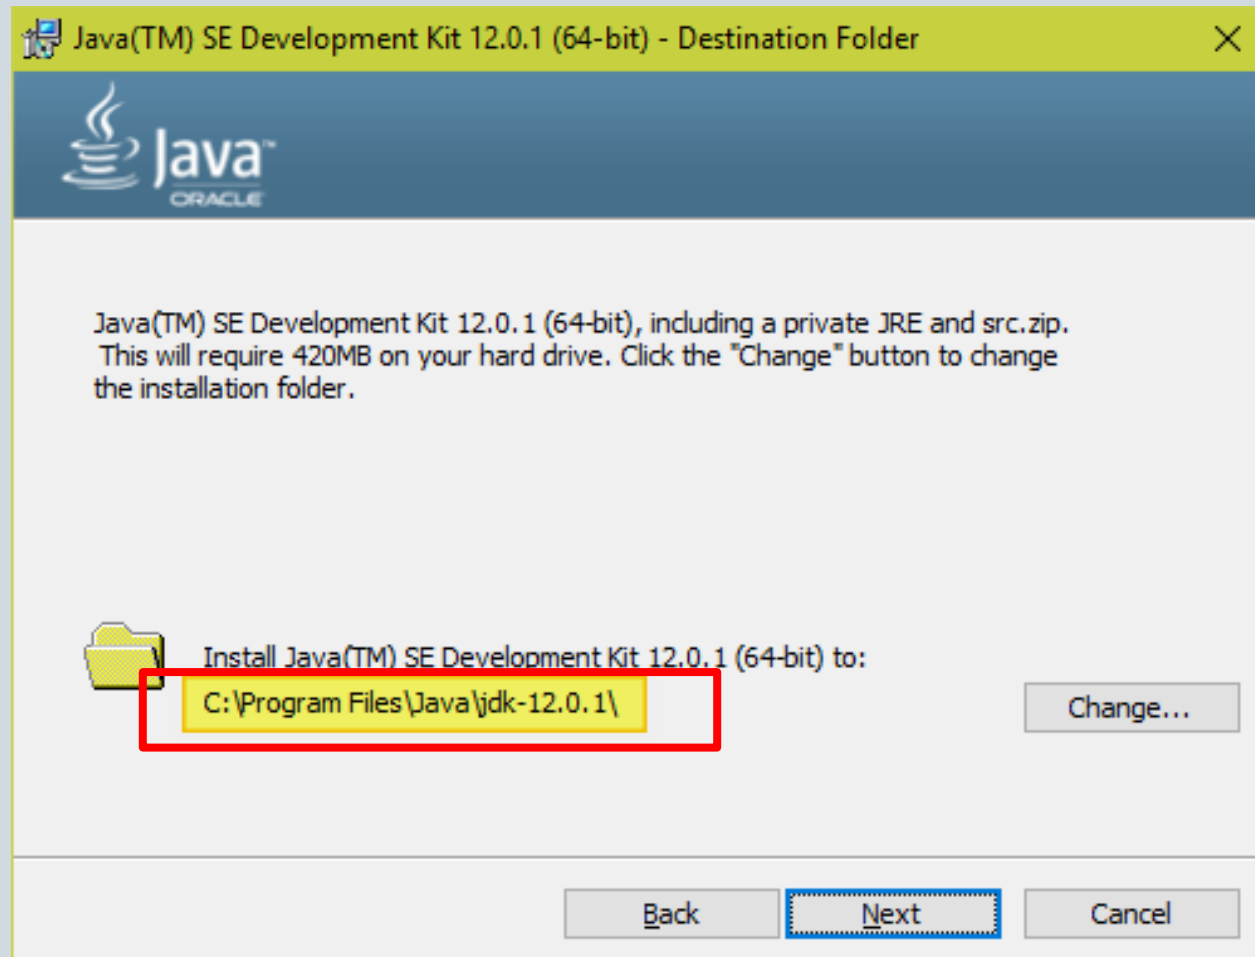 Java(TM) SE Development Kit 12.0.1 (64-bit) - Destination Folder
Java™
ORACLE
Java(TM) SE Development Kit 12.0.1 (64-bit), including a private JRE and src.zip.
This will require 420MB on your hard drive. Click the "Change" button to change
the installation folder.
Install Java(TM) SE Development Kit 12.0.1 (64-bit) to:
C:\Program Files\Java\jdk-12.0.1\
Change...
Back
Next
Cancel